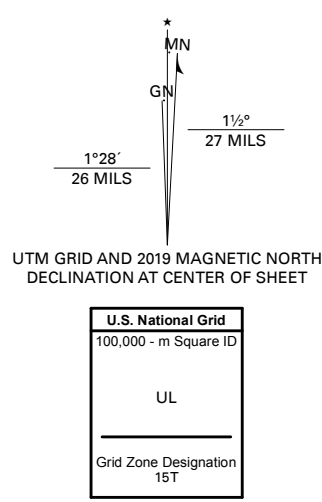 MN
GN
1½°
27 MILS
1°28´
26 MILS
UTM GRID AND 2019 MAGNETIC NORTH
DECLINATION AT CENTER OF SHEET
U.S. National Grid
100,000 - m Square ID
UL
Grid Zone Designation
15T